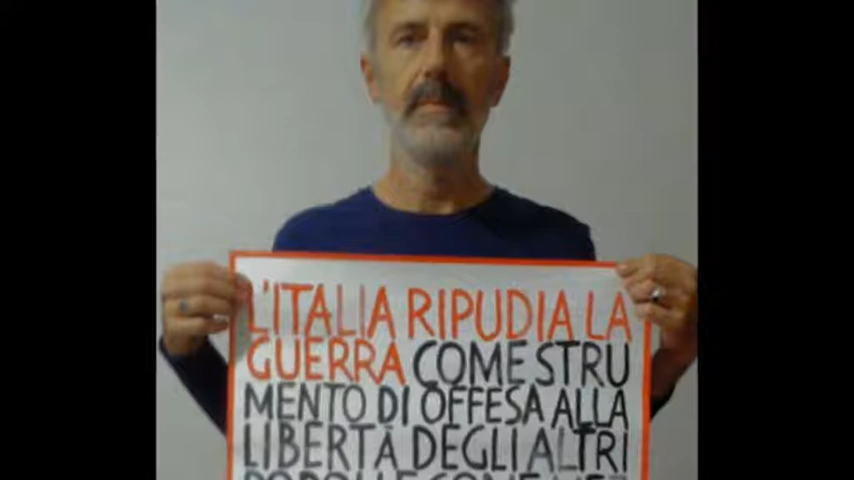 L'ITALIA RIPUDIA LA
GUERRA COME STRU
MENTO DI OFFESA ALLA
LIBERTÀ DEGLI ALTRI